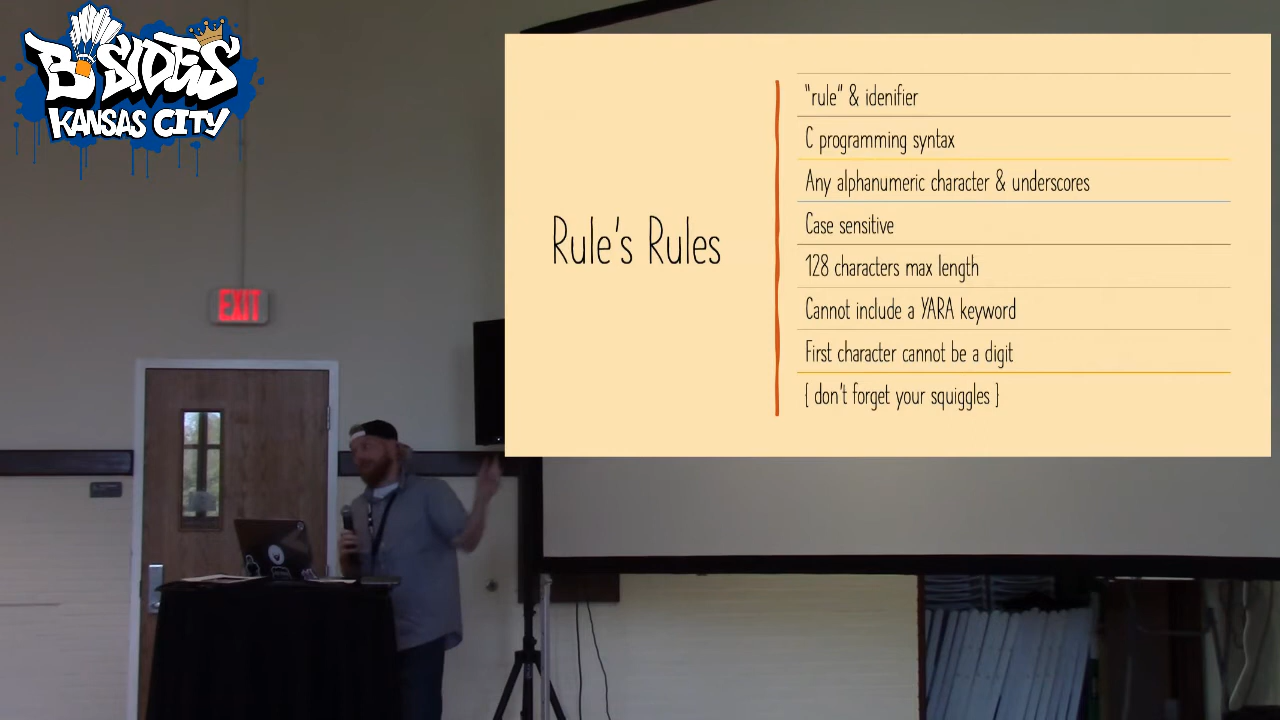 B·SIDES
KANSAS CITY
EXIT
Rule's Rules
"rule" & idenifier
C programming syntax
Any alphanumeric character & underscores
Case sensitive
128 characters max length
Cannot include a YARA keyword
First character cannot be a digit
{ don't forget your squiggles }